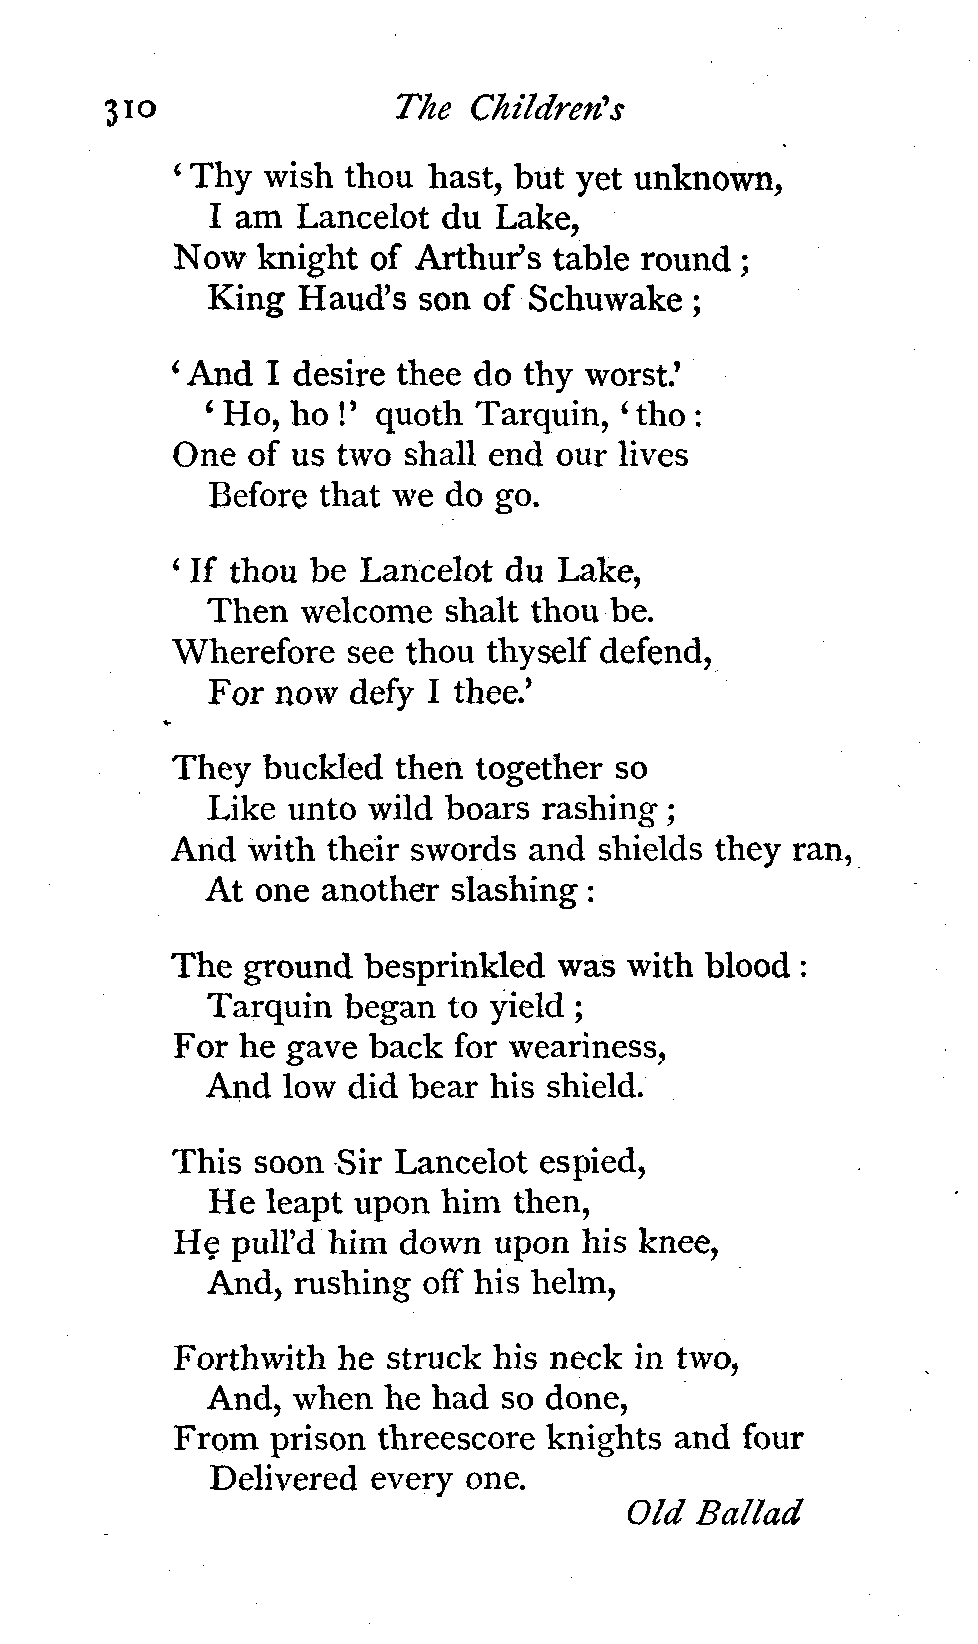 310 The Children's
‘Thy wish thou hast, but yet unknown,
I am Lancelot du Lake,
Now knight of Arthur's table round;
King Haud's son of Schuwake;
‘And I desire thee do thy worst.’
‘Ho, ho!’ quoth Tarquin, ‘tho:
One of us two shall end our lives
Before that we do go.
‘If thou be Lancelot du Lake,
Then welcome shalt thou be.
Wherefore see thou thyself defend,
For now defy I thee.’
They buckled then together so
Like unto wild boars rashing;
And with their swords and shields they ran,
At one another slashing:
The ground besprinkled was with blood:
Tarquin began to yield;
For he gave back for weariness,
And low did bear his shield.
This soon Sir Lancelot espied,
He leapt upon him then,
He pull'd him down upon his knee,
And, rushing off his helm,
Forthwith he struck his neck in two,
And, when he had so done,
From prison threescore knights and four
Delivered every one.
Old Ballad